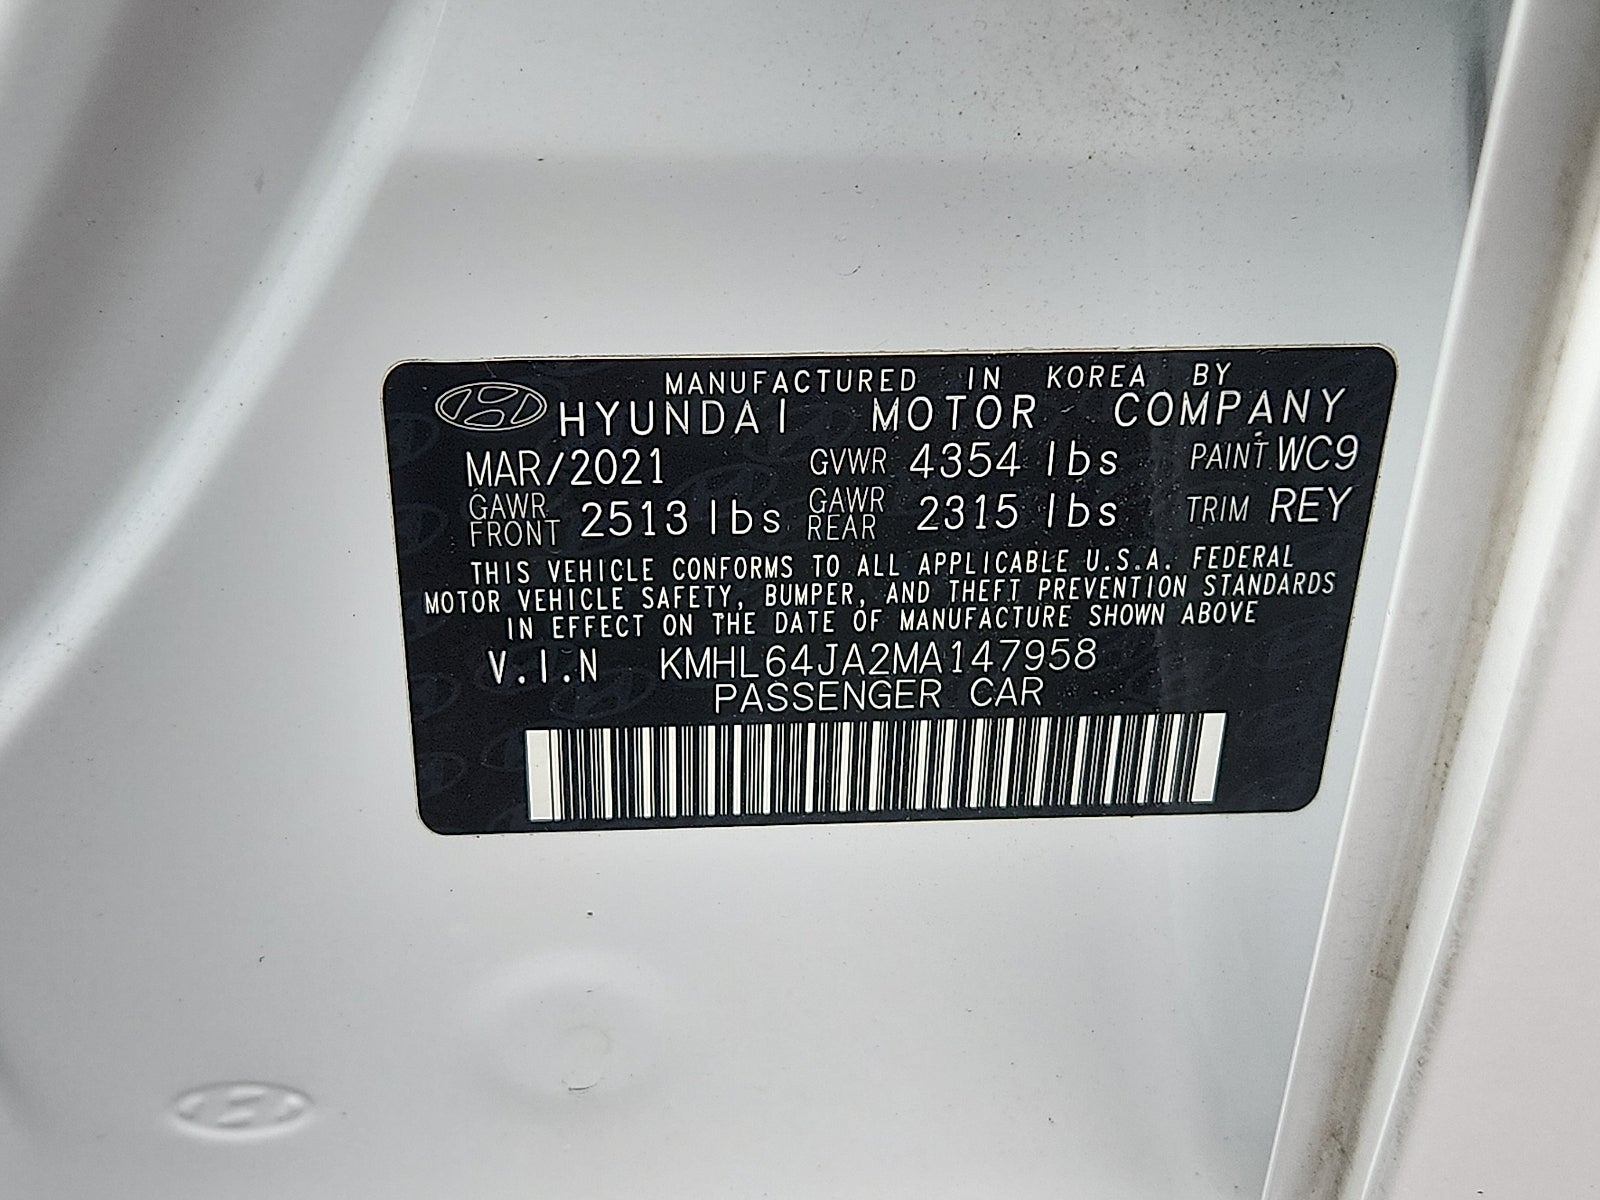 MANUFACTURED IN KOREA BY
HYUNDAI MOTOR COMPANY
MAR/2021 GVWR 4354 lbs PAINT WC9
GAWR FRONT 2513 lbs GAWR REAR 2315 lbs TRIM REY
THIS VEHICLE CONFORMS TO ALL APPLICABLE U.S.A. FEDERAL
MOTOR VEHICLE SAFETY, BUMPER, AND THEFT PREVENTION STANDARDS
IN EFFECT ON THE DATE OF MANUFACTURE SHOWN ABOVE
V.I.N KMHL64JA2MA147958
PASSENGER CAR